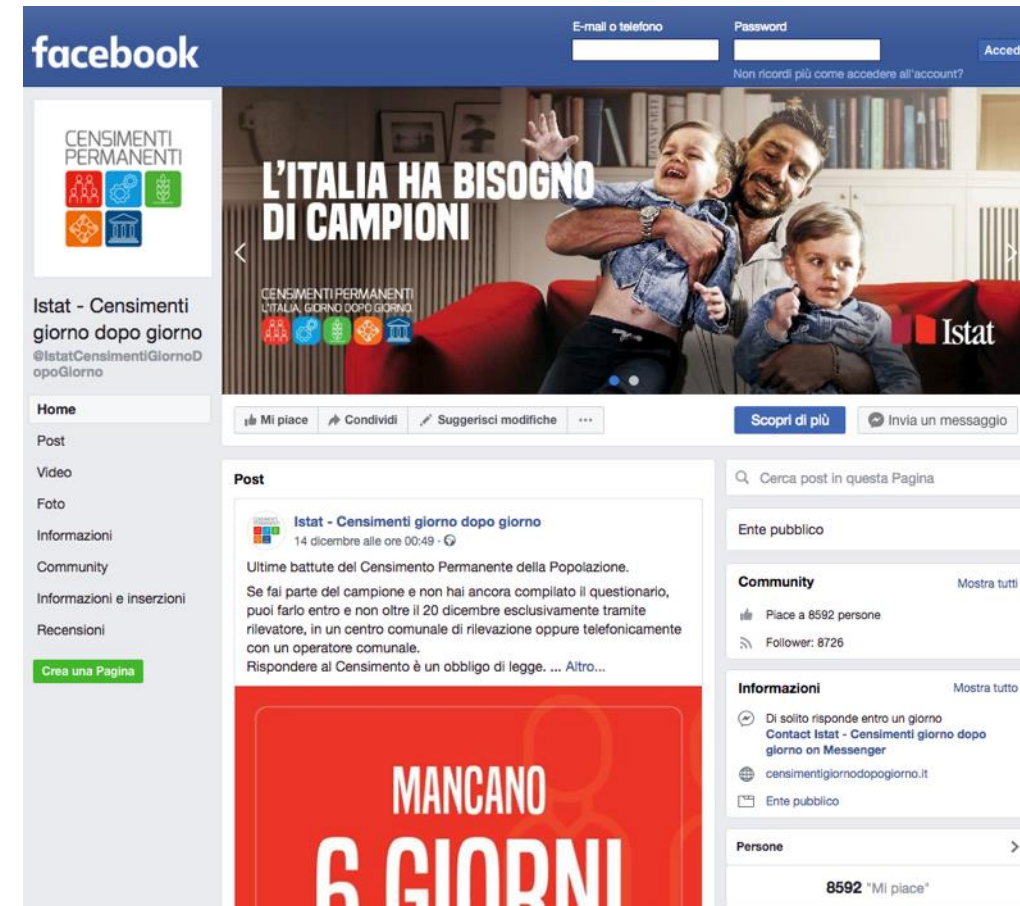 facebook
E-mail o telefono
Password
Acced
Non ricordi più come accedere all'account?
CENSIMENTI
PERMANENTI
Istat - Censimenti
giorno dopo giorno
@IstatCensimentiGiornoD
opoGiorno
Home
Post
Video
Foto
Informazioni
Community
Informazioni e inserzioni
Recensioni
Crea una Pagina
L'ITALIA HA BISOGNO
DI CAMPIONI
CENSIMENTI PERMANENTI
L'ITALIA, GIORNO DOPO GIORNO
BONAPARTE
Istat
Mi piace
Condividi
Suggerisci modifiche
...
Scopri di più
Invia un messaggio
Post
Istat - Censimenti giorno dopo giorno
14 dicembre alle ore 00:49 ·
Ultime battute del Censimento Permanente della Popolazione.
Se fai parte del campione e non hai ancora compilato il questionario,
puoi farlo entro e non oltre il 20 dicembre esclusivamente tramite
rilevatore, in un centro comunale di rilevazione oppure telefonicamente
con un operatore comunale.
Rispondere al Censimento è un obbligo di legge. ... Altro...
MANCANO
6 GIORNI
Cerca post in questa Pagina
Ente pubblico
Community
Mostra tutti
Piace a 8592 persone
Follower: 8726
Informazioni
Mostra tutto
Di solito risponde entro un giorno
Contact Istat - Censimenti giorno dopo
giorno on Messenger
censimentigiornodopogiorno.it
Ente pubblico
Persone
8592 "Mi piace"